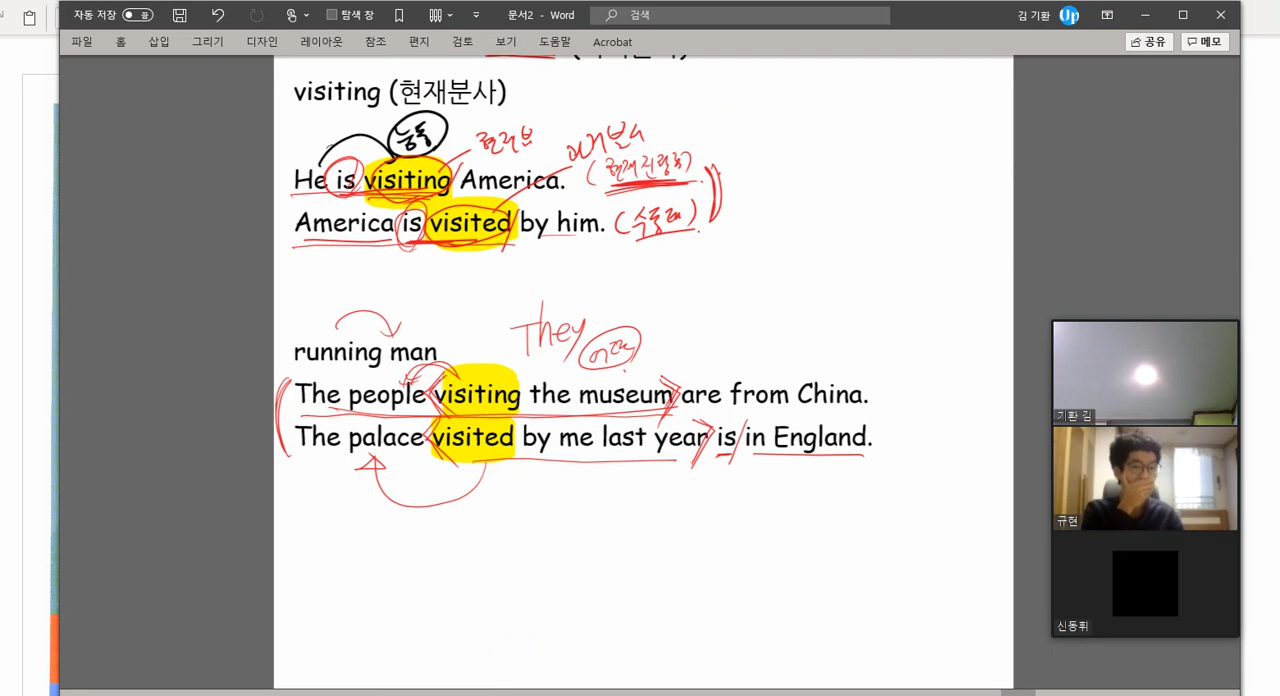 자동 저장 끔 탐색 창 문서2 - Word 검색 김 기환 Up
파일 홈 삽입 그리기 디자인 레이아웃 참조 편지 검토 보기 도움말 Acrobat 공유 메모
visiting (현재분사)
능동
He is visiting America. (현재진행형)
America is visited by him. (수동태)
running man
They
The people visiting the museum are from China.
The palace visited by me last year is in England.
기환 김
규현
신동휘